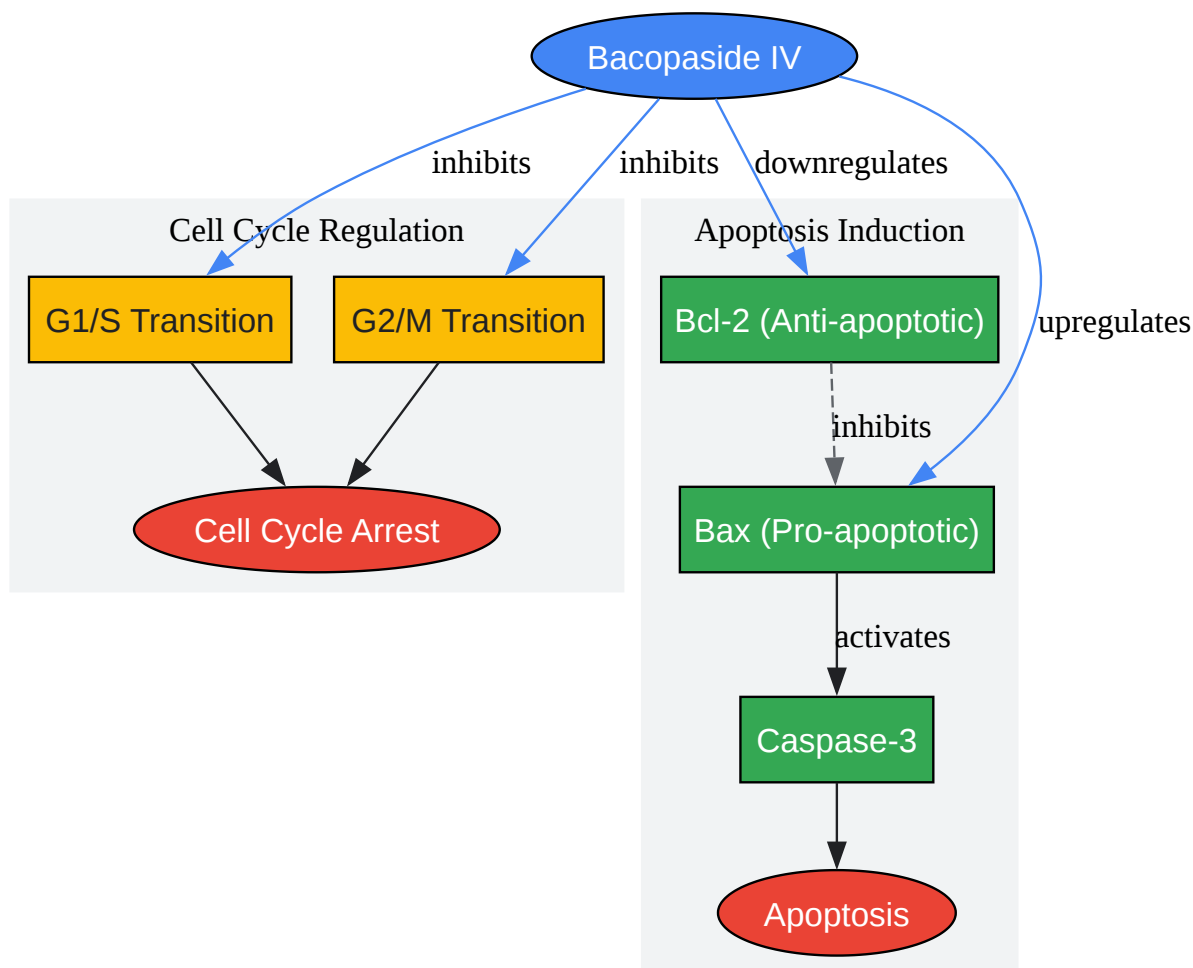 Bacopaside IV
inhibits
inhibits
downregulates
Cell Cycle Regulation
Apoptosis Induction
G1/S Transition
G2/M Transition
Bcl-2 (Anti-apoptotic)
upregulates
inhibits
Cell Cycle Arrest
Bax (Pro-apoptotic)
activates
Caspase-3
Apoptosis